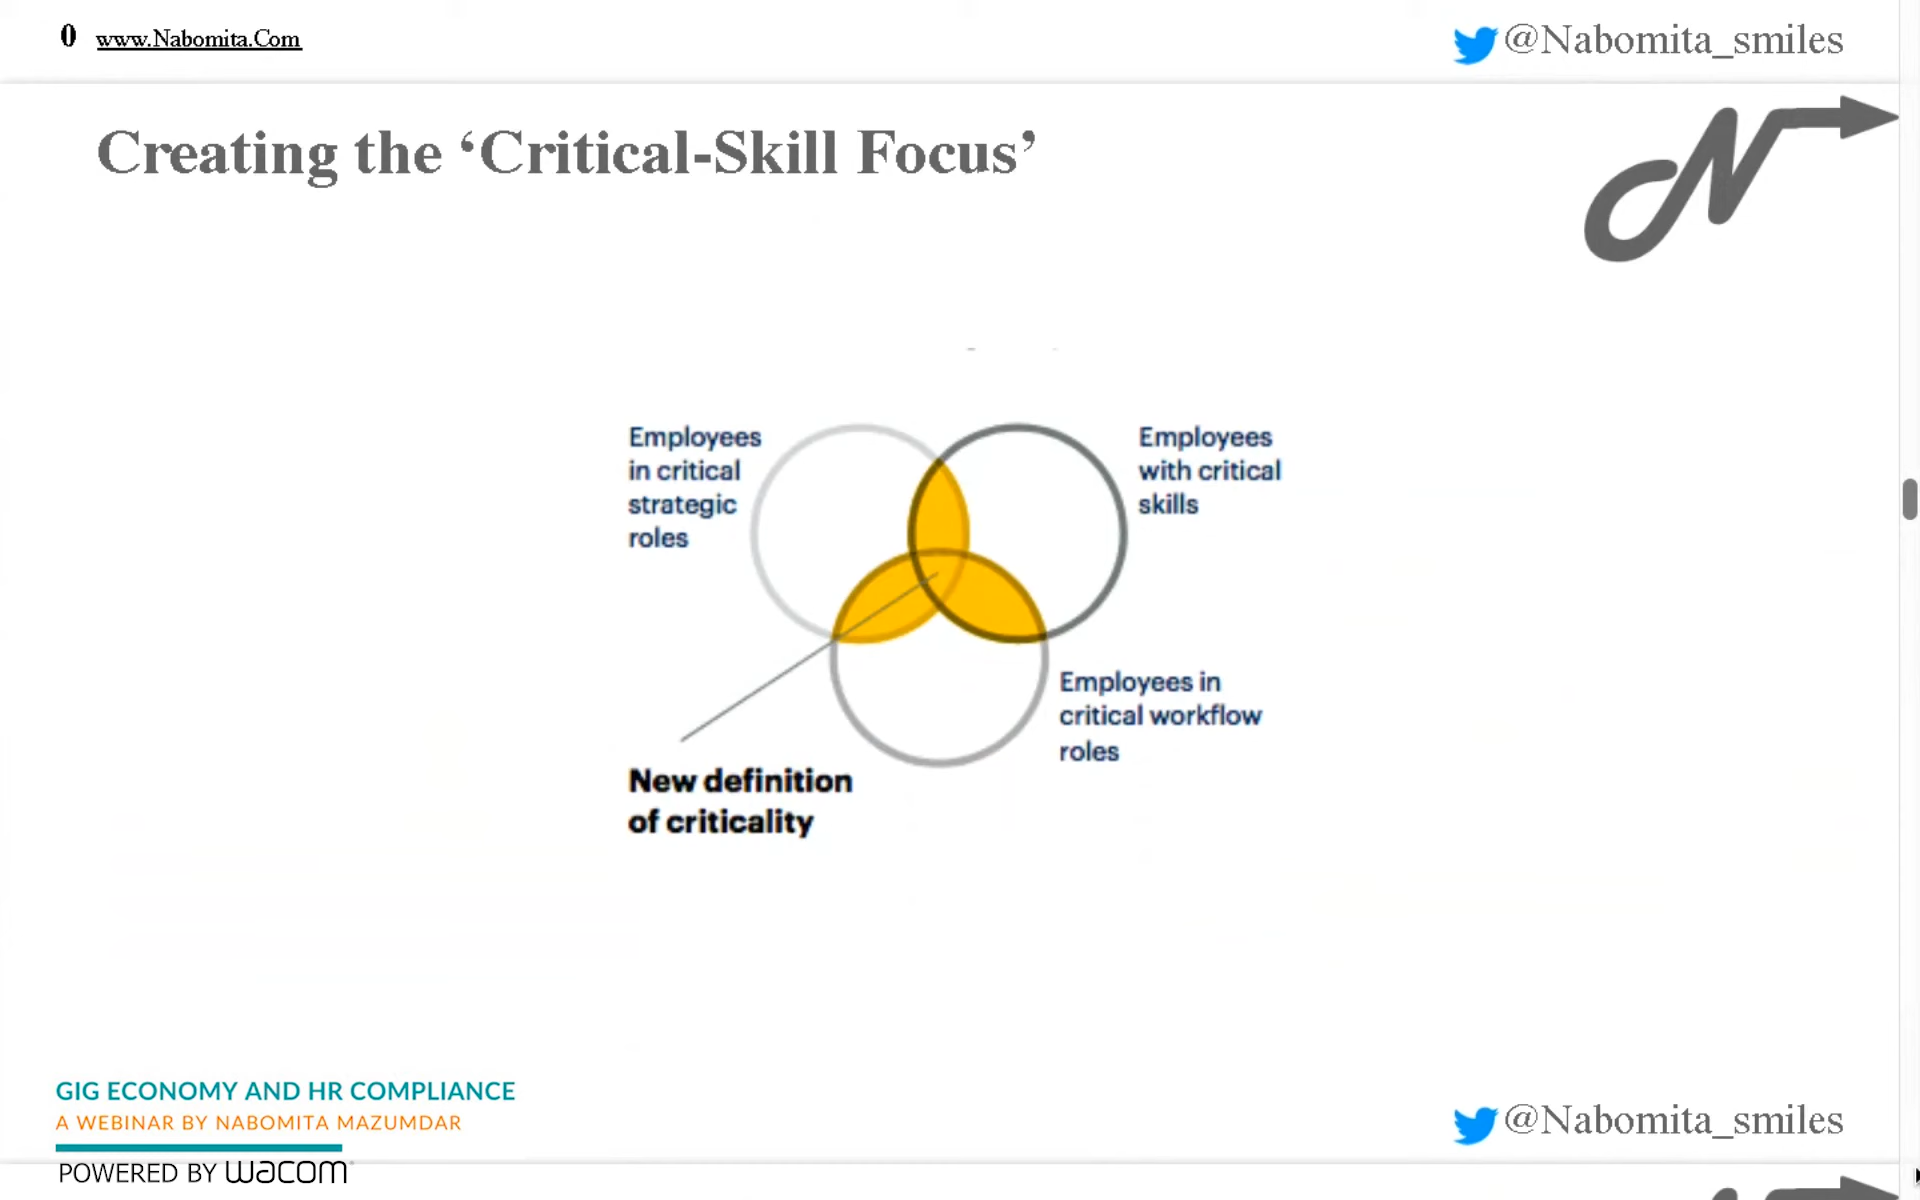 0 www.Nabomita.Com
@Nabomita_smiles
Creating the ‘Critical-Skill Focus’
Employees
in critical
strategic
roles
Employees
with critical
skills
Employees in
critical workflow
roles
New definition
of criticality
GIG ECONOMY AND HR COMPLIANCE
A WEBINAR BY NABOMITA MAZUMDAR
POWERED BY wacom
@Nabomita_smiles